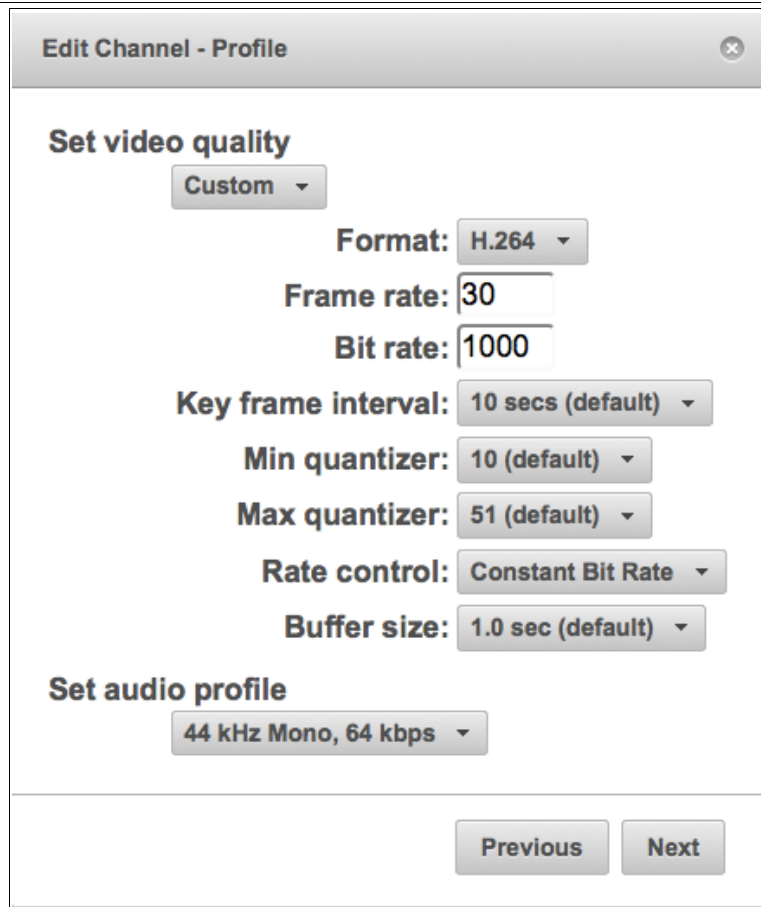 Edit Channel - Profile
Set video quality
Custom
Format: H.264
Frame rate: 30
Bit rate: 1000
Key frame interval: 10 secs (default)
Min quantizer: 10 (default)
Max quantizer: 51 (default)
Rate control: Constant Bit Rate
Buffer size: 1.0 sec (default)
Set audio profile
44 kHz Mono, 64 kbps
Previous Next